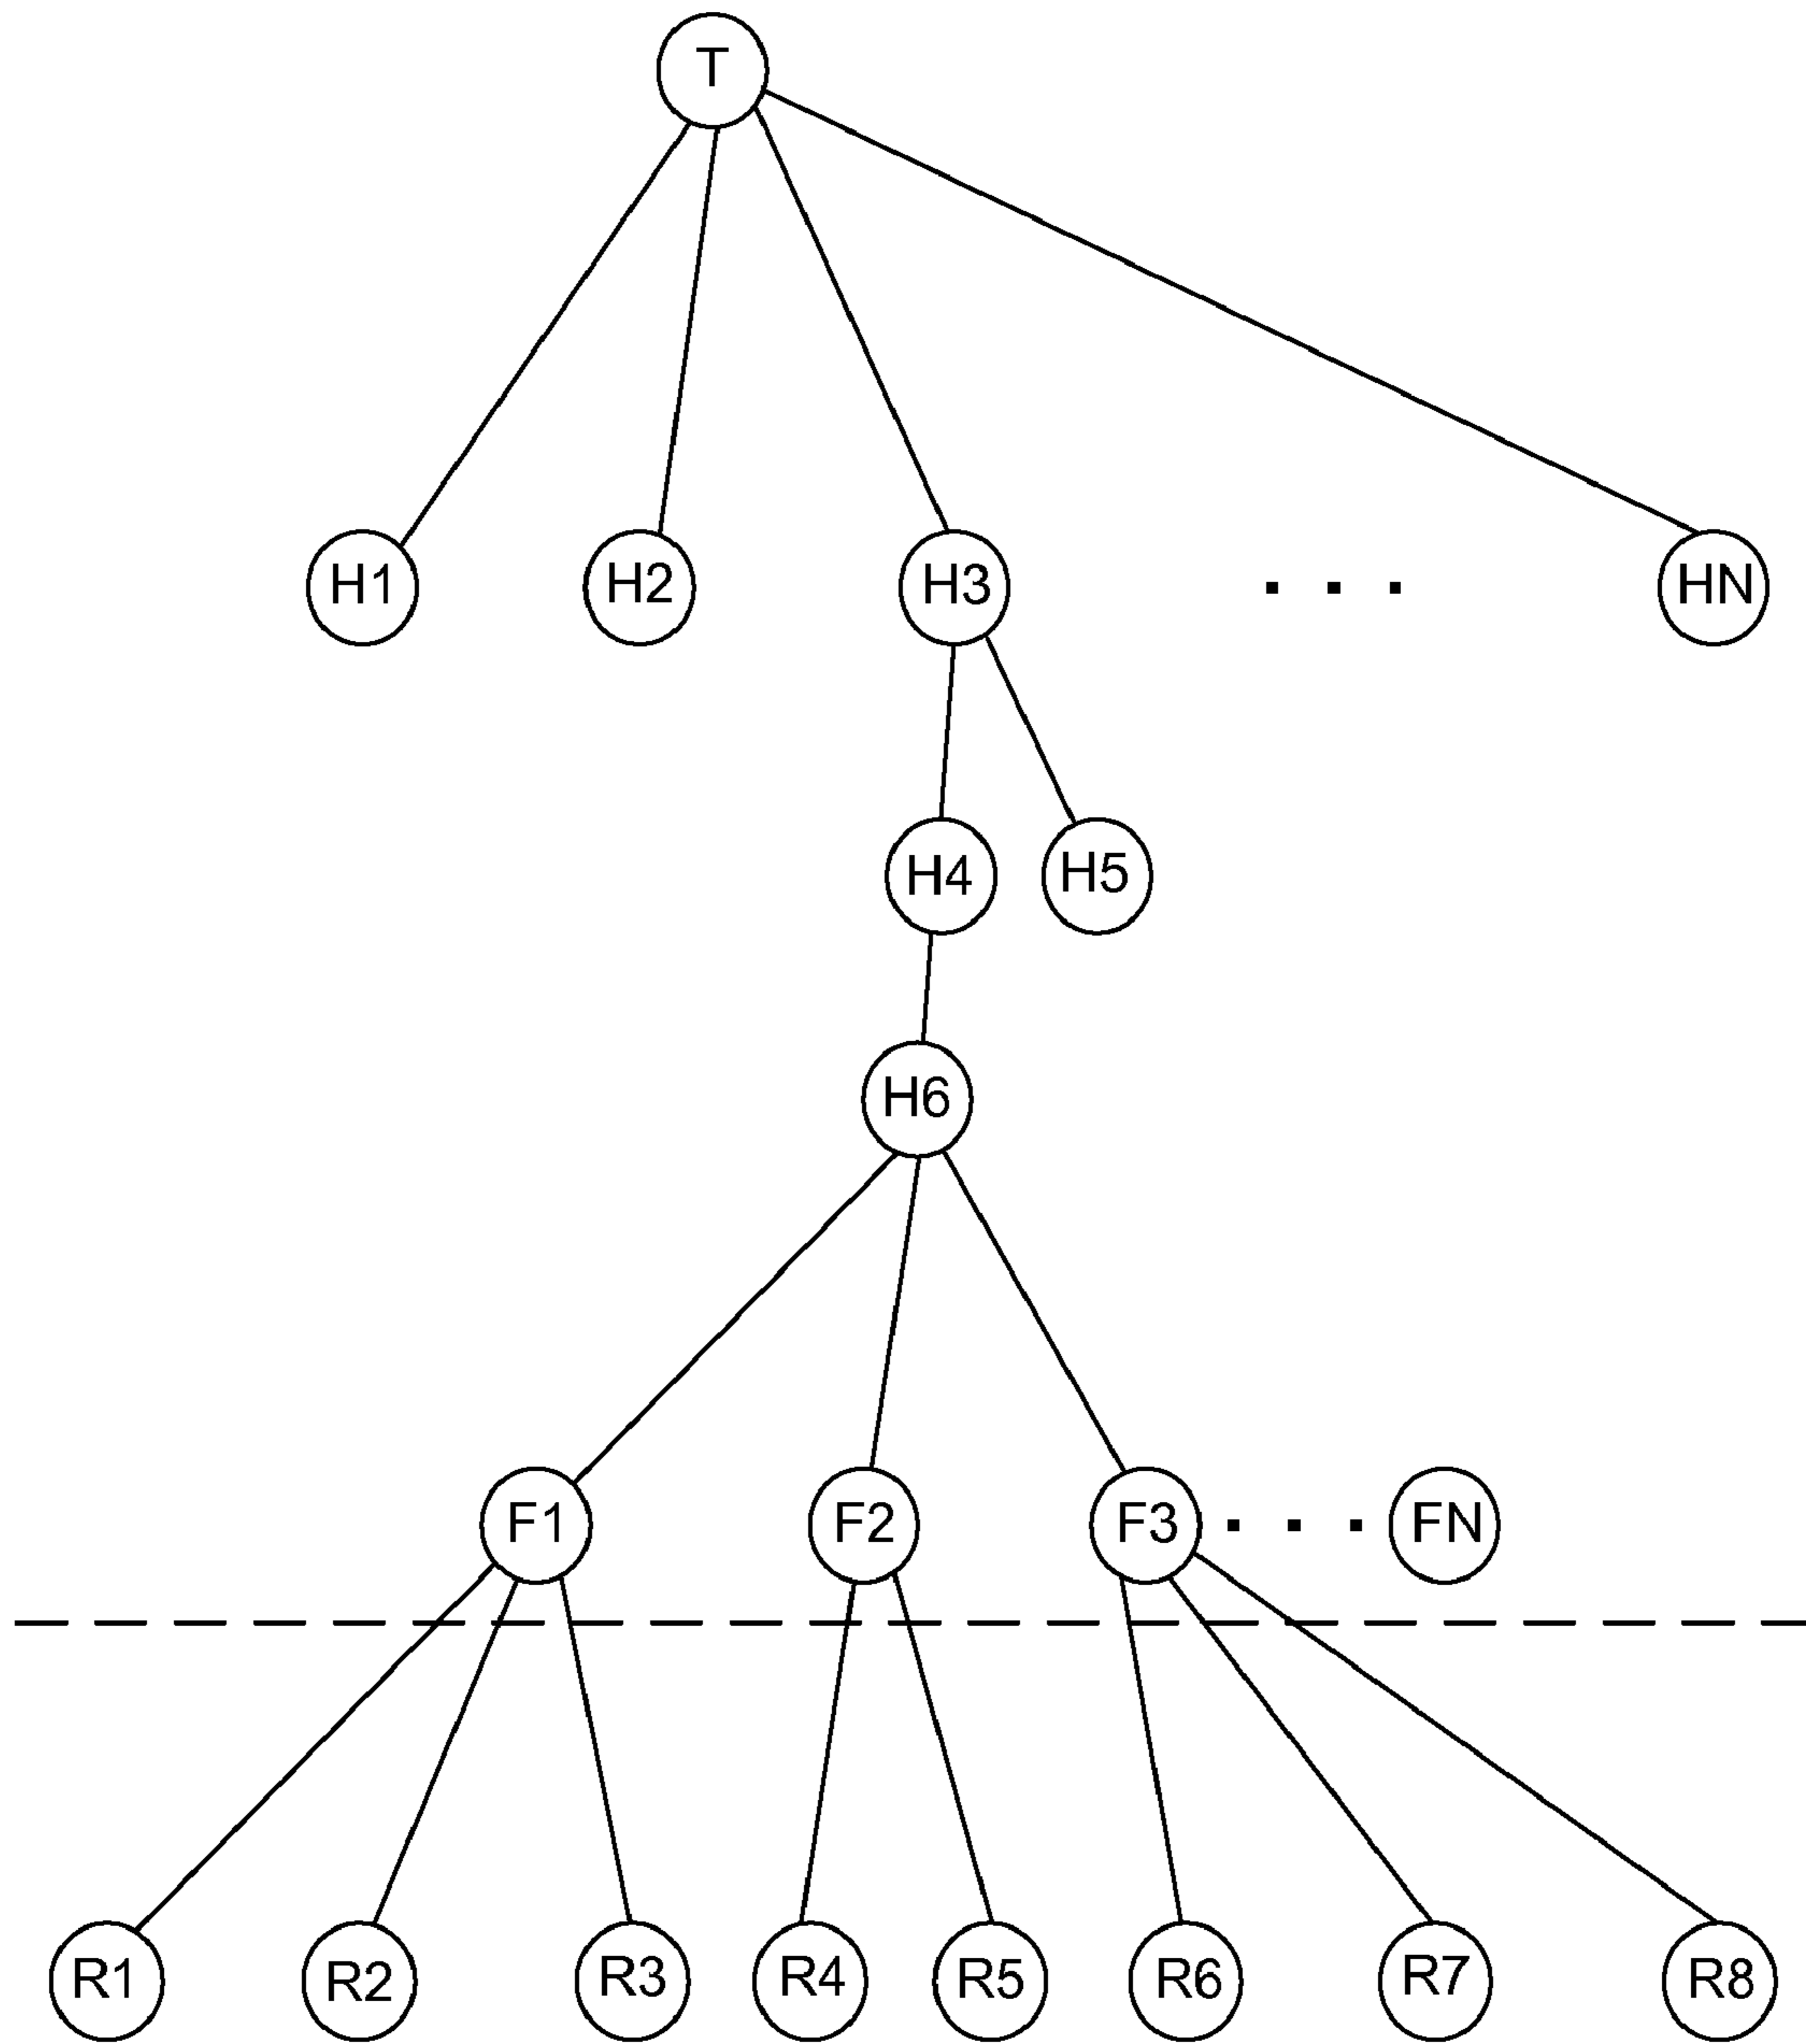 T
H1 H2 H3 . . . HN
H4 H5
H6
F1 F2 F3 . . . FN
R1 R2 R3 R4 R5 R6 R7 R8